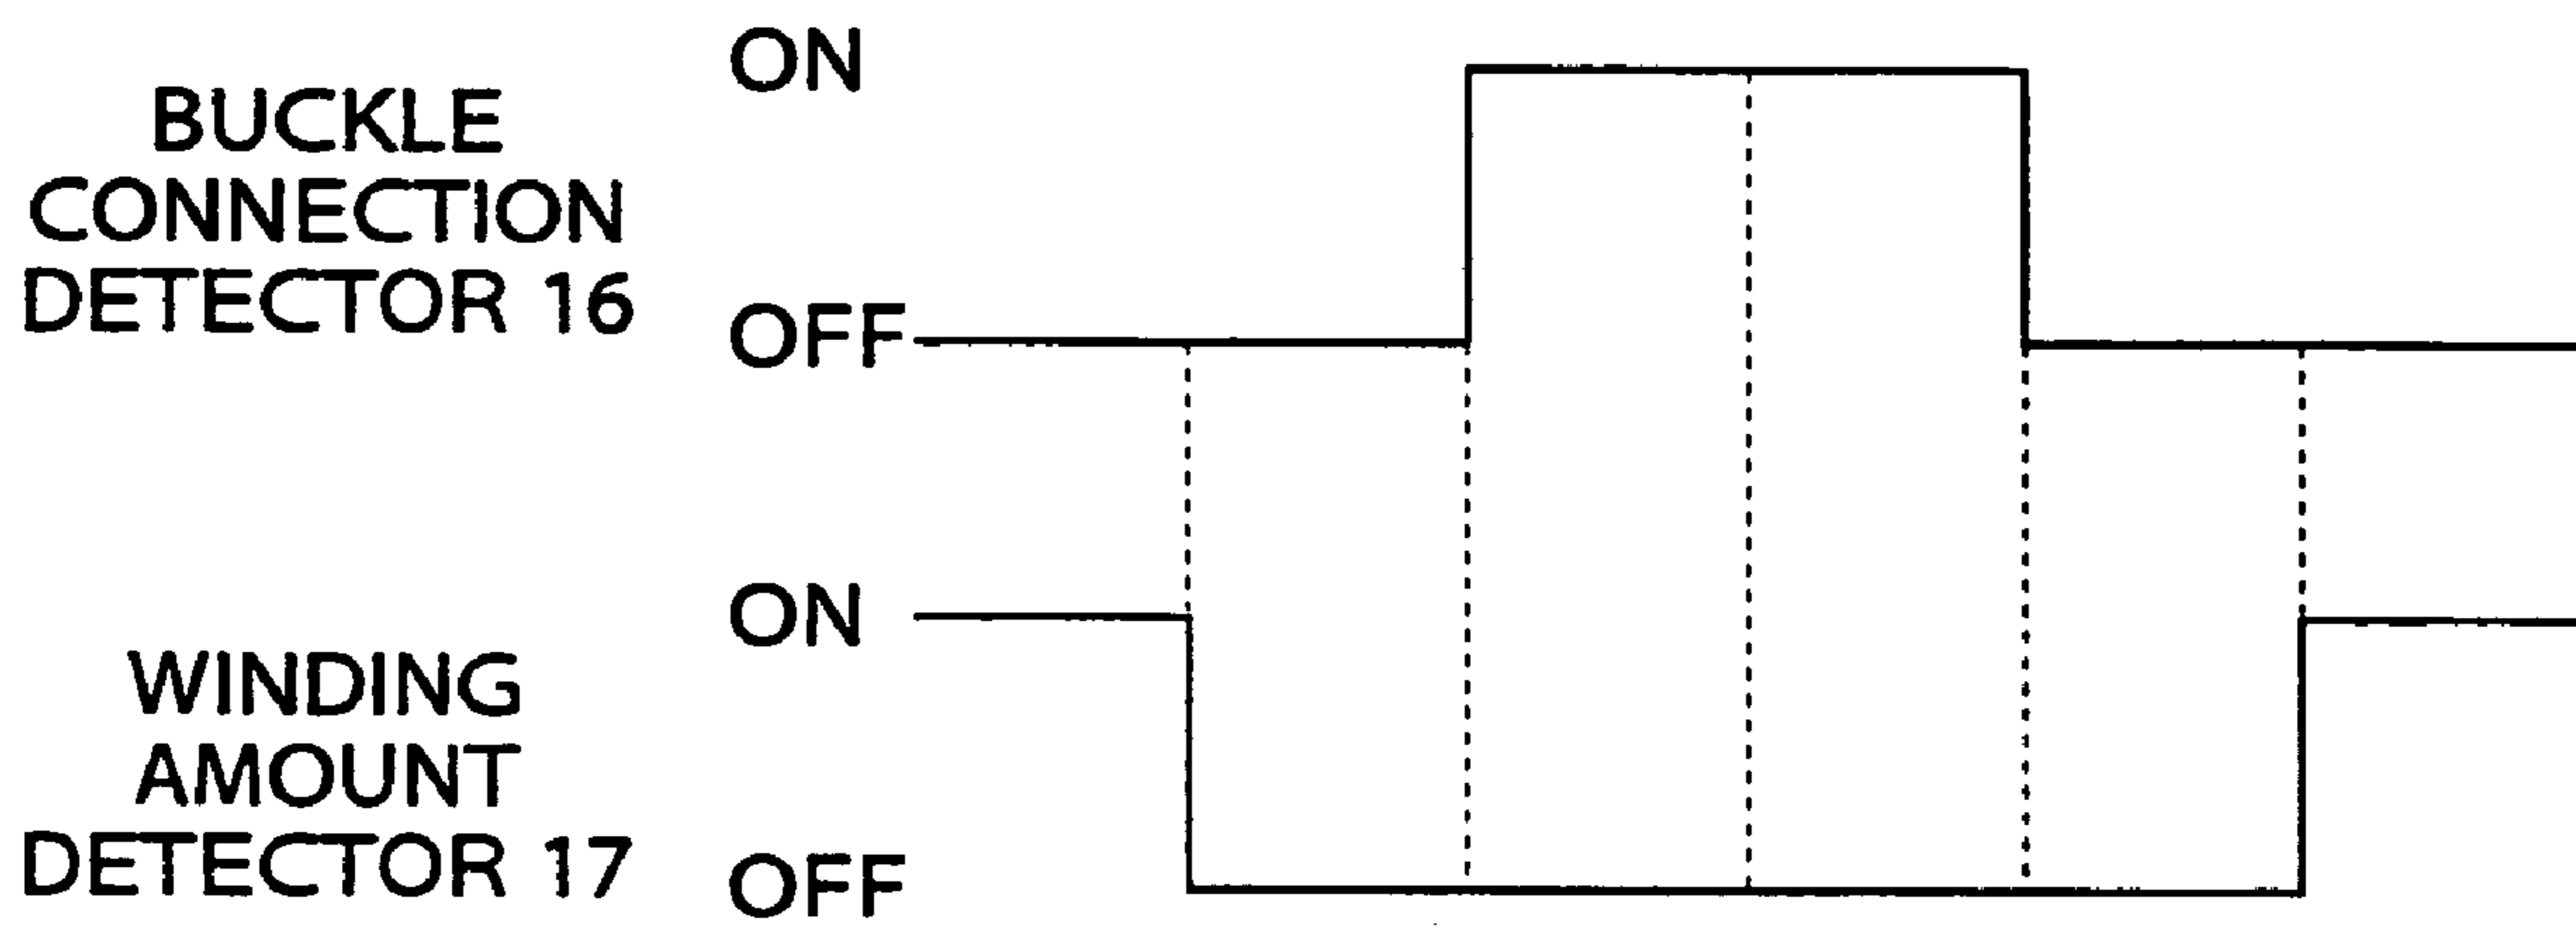 BUCKLE
CONNECTION
DETECTOR 16
ON
OFF
WINDING
AMOUNT
DETECTOR 17
ON
OFF